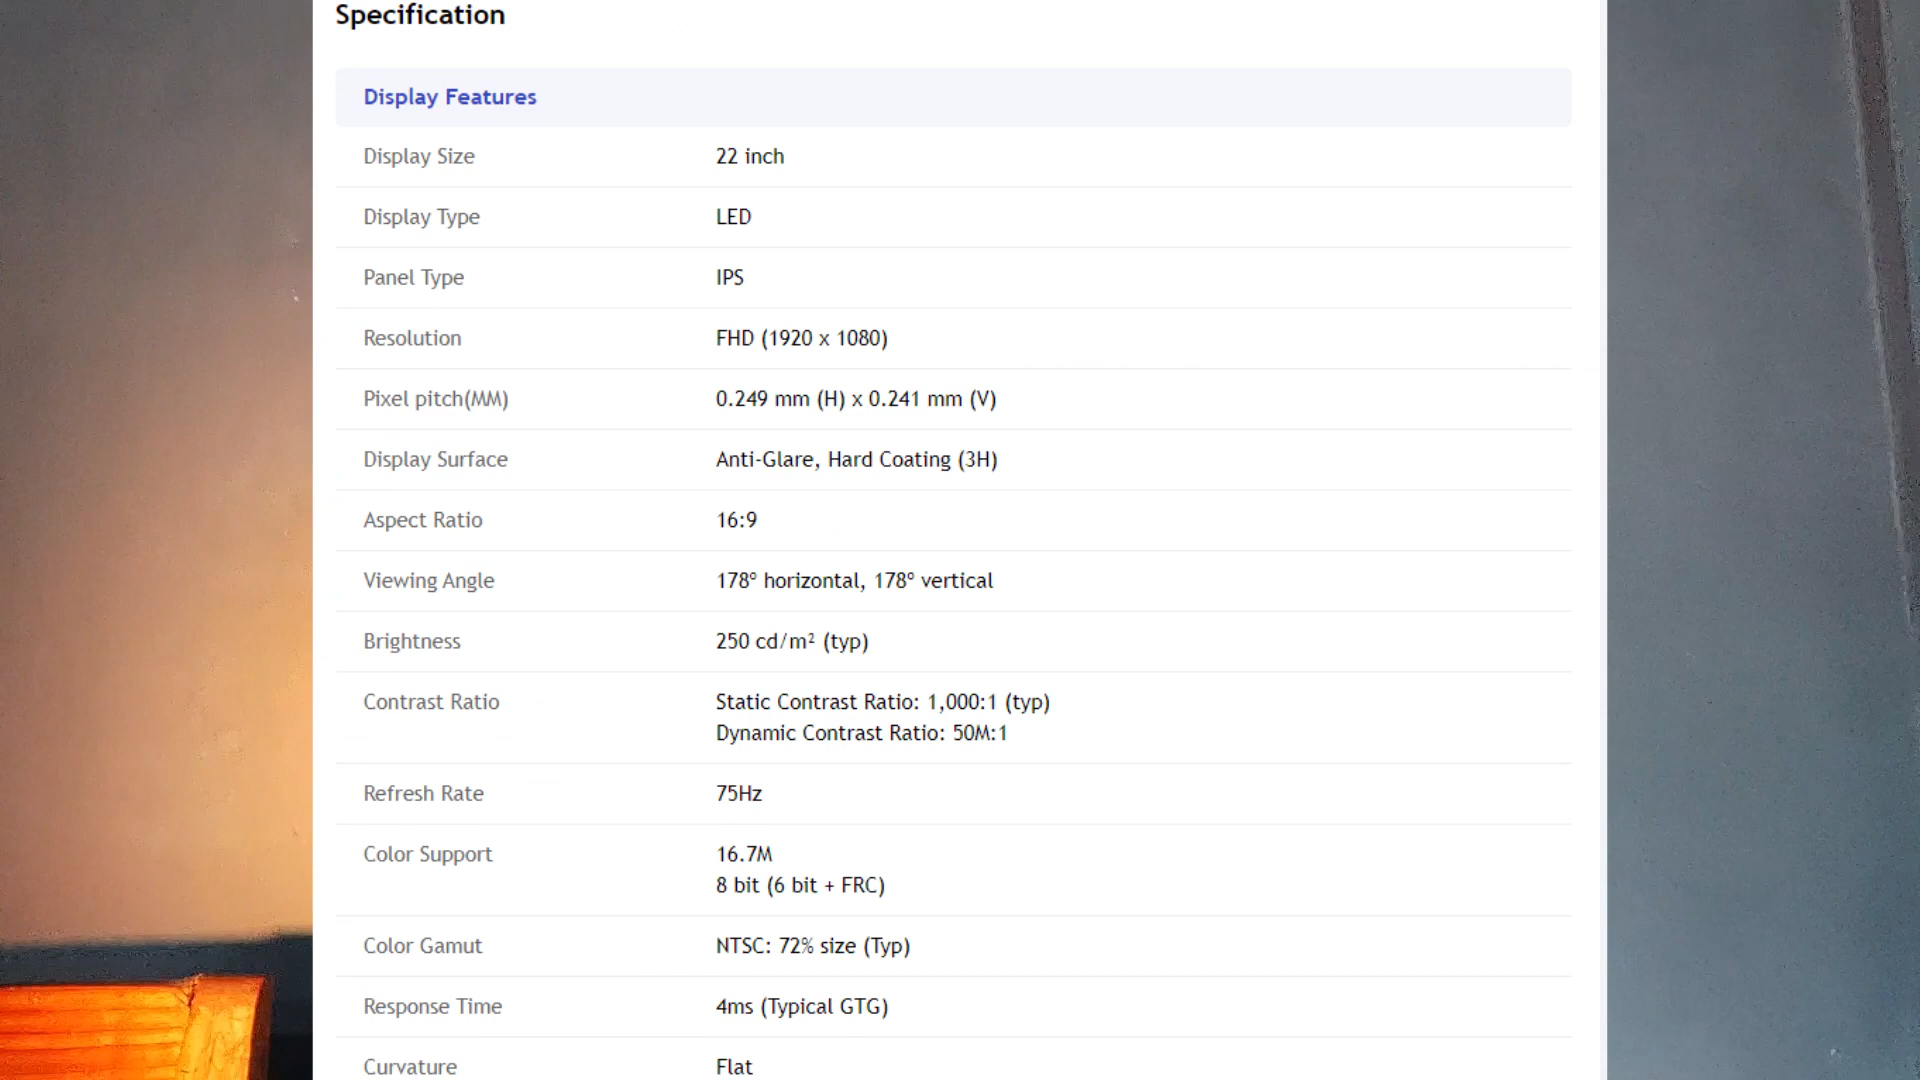 Specification
Display Features
Display Size 22 inch
Display Type LED
Panel Type IPS
Resolution FHD (1920 x 1080)
Pixel pitch(MM) 0.249 mm (H) x 0.241 mm (V)
Display Surface Anti-Glare, Hard Coating (3H)
Aspect Ratio 16:9
Viewing Angle 178° horizontal, 178° vertical
Brightness 250 cd/m² (typ)
Contrast Ratio Static Contrast Ratio: 1,000:1 (typ)
Dynamic Contrast Ratio: 50M:1
Refresh Rate 75Hz
Color Support 16.7M
8 bit (6 bit + FRC)
Color Gamut NTSC: 72% size (Typ)
Response Time 4ms (Typical GTG)
Curvature Flat